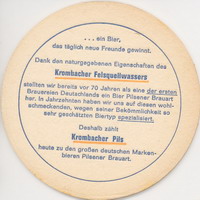 ... ein Bier,
das täglich neue Freunde gewinnt.
Dank den naturgegebenen Eigenschaften des
Krombacher Felsquellwassers
stellten wir bereits vor 70 Jahren als eine der ersten
Brauereien Deutschlands ein Bier Pilsener Brauart
her. In Jahrzehnten haben wir uns auf diesen wohl-
schmeckenden, wegen seiner Bekömmlichkeit so
sehr geschätzten Biertyp spezialisiert.
Deshalb zählt
Krombacher Pils
heute zu den großen deutschen Marken-
bieren Pilsener Brauart.